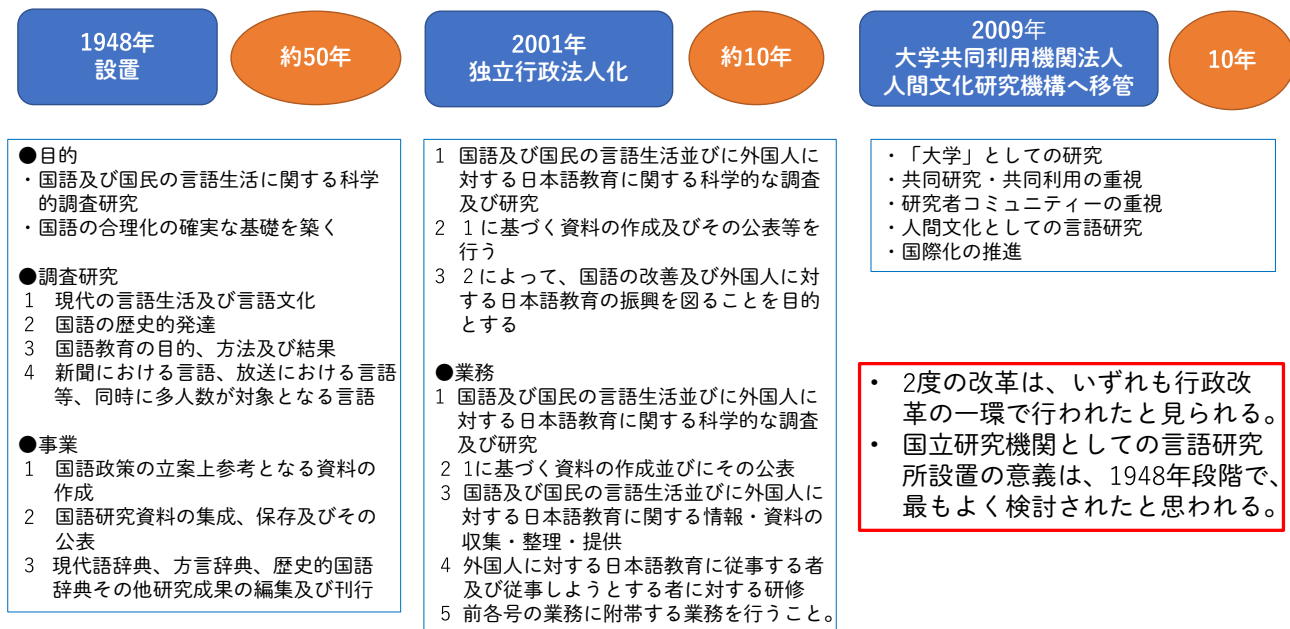 1948年
設置
約50年
2001年
独立行政法人化
約10年
2009年
大学共同利用機関法人
人間文化研究機構へ移管
10年
●目的
・国語及び国民の言語生活に関する科学
的調査研究
・国語の合理化の確実な基礎を築く
●調査研究
1 現代の言語生活及び言語文化
2 国語の歴史的発達
3 国語教育の目的、方法及び結果
4 新聞における言語、放送における言語
等、同時に多人数が対象となる言語
●事業
1 国語政策の立案上参考となる資料の
作成
2 国語研究資料の集成、保存及びその
公表
3 現代語辞典、方言辞典、歴史的国語
辞典その他研究成果の編集及び刊行
1 国語及び国民の言語生活並びに外国人に
対する日本語教育に関する科学的な調査
及び研究
2 1に基づく資料の作成及びその公表等を
行う
3 2によって、国語の改善及び外国人に対
する日本語教育の振興を図ることを目的
とする
●業務
1 国語及び国民の言語生活並びに外国人に
対する日本語教育に関する科学的な調査
及び研究
2 1に基づく資料の作成並びにその公表
3 国語及び国民の言語生活並びに外国人に
対する日本語教育に関する情報・資料の
収集・整理・提供
4 外国人に対する日本語教育に従事する者
及び従事しようとする者に対する研修
5 前各号の業務に附帯する業務を行うこと。
・「大学」としての研究
・共同研究・共同利用の重視
・研究者コミュニティーの重視
・人間文化としての言語研究
・国際化の推進
• 2度の改革は、いずれも行政改
革の一環で行われたと見られる。
• 国立研究機関としての言語研究
所設置の意義は、1948年段階で、
最もよく検討されたと思われる。